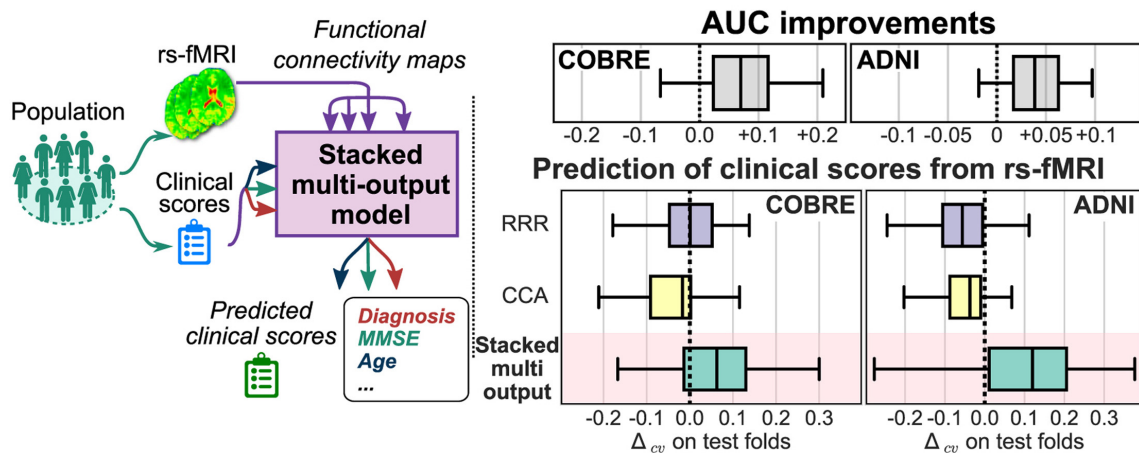 Functional
connectivity maps
rs-fMRI
Population
Clinical
scores
Stacked
multi-output
model
Predicted
clinical scores
Diagnosis
MMSE
Age
...
AUC improvements
COBRE
-0.2 -0.1 0.0 +0.1 +0.2
ADNI
-0.1 -0.05 0 +0.05 +0.1
Prediction of clinical scores from rs-fMRI
COBRE
ADNI
RRR
CCA
Stacked
multi
output
-0.2 -0.1 0.0 0.1 0.2 0.3
Δcv on test folds
-0.2 -0.1 0.0 0.1 0.2 0.3
Δcv on test folds